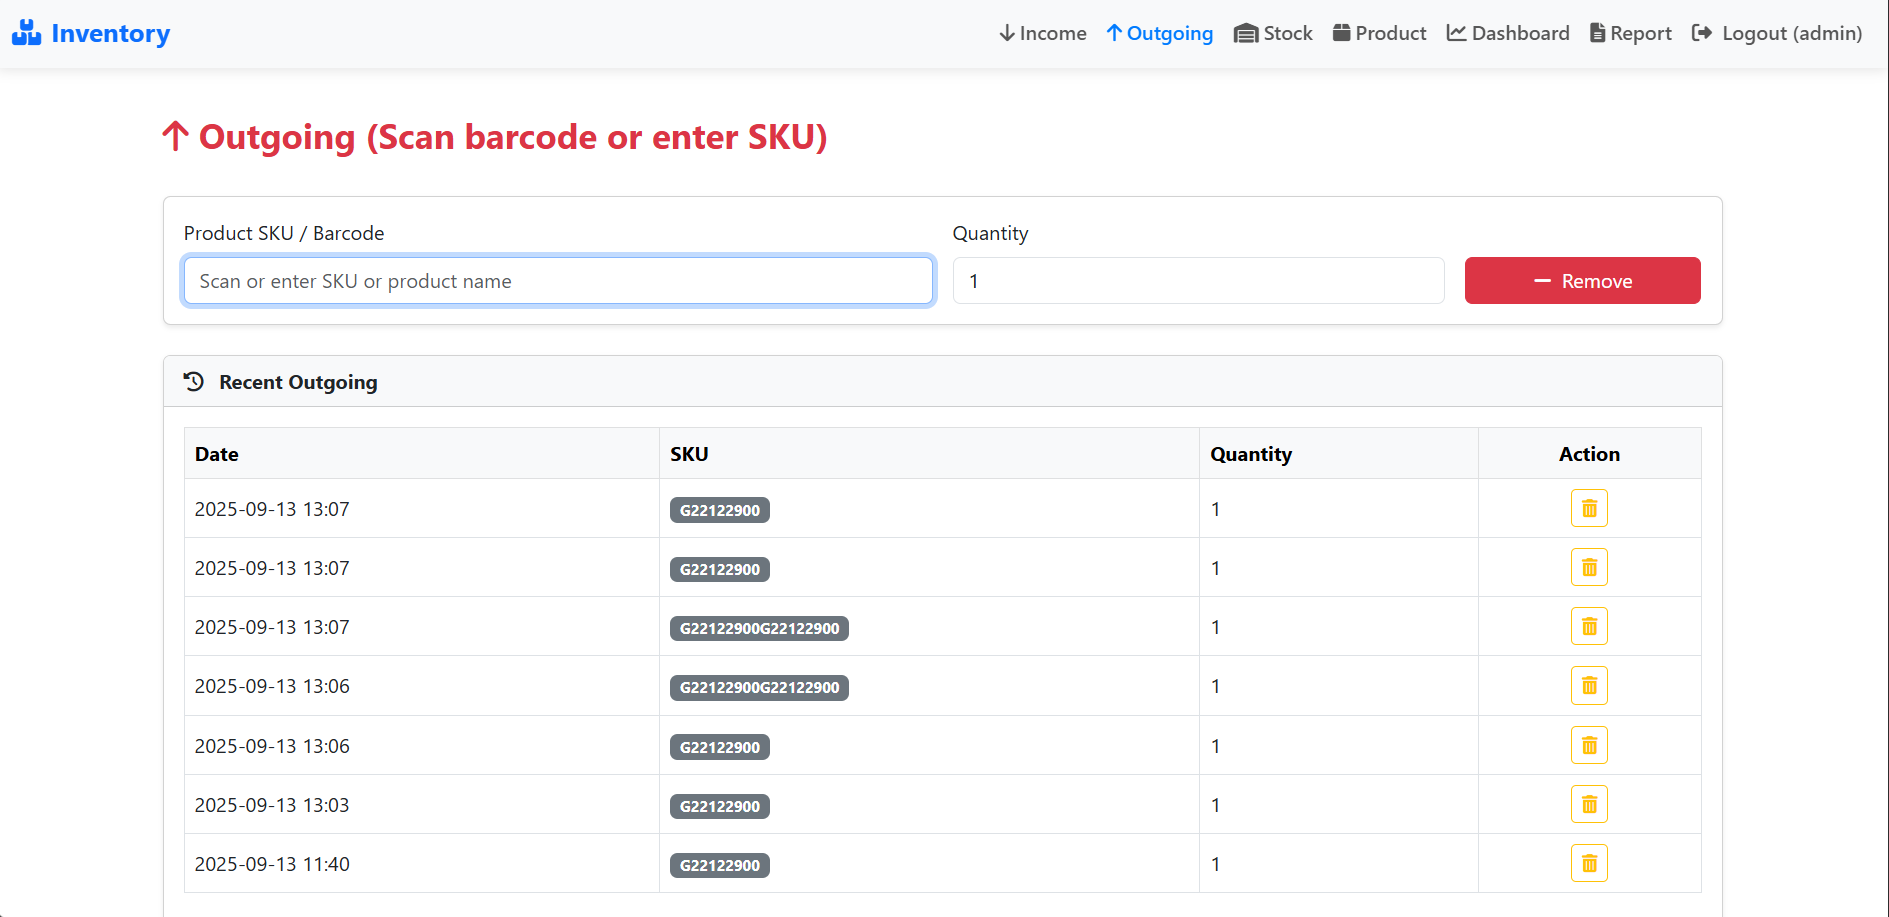 Inventory
Income Outgoing Stock Product Dashboard Report Logout (admin)
Outgoing (Scan barcode or enter SKU)
Product SKU / Barcode Quantity
Scan or enter SKU or product name 1 Remove
Recent Outgoing
Date SKU Quantity Action
2025-09-13 13:07 G22122900 1
2025-09-13 13:07 G22122900 1
2025-09-13 13:07 G22122900G22122900 1
2025-09-13 13:06 G22122900G22122900 1
2025-09-13 13:06 G22122900 1
2025-09-13 13:03 G22122900 1
2025-09-13 11:40 G22122900 1